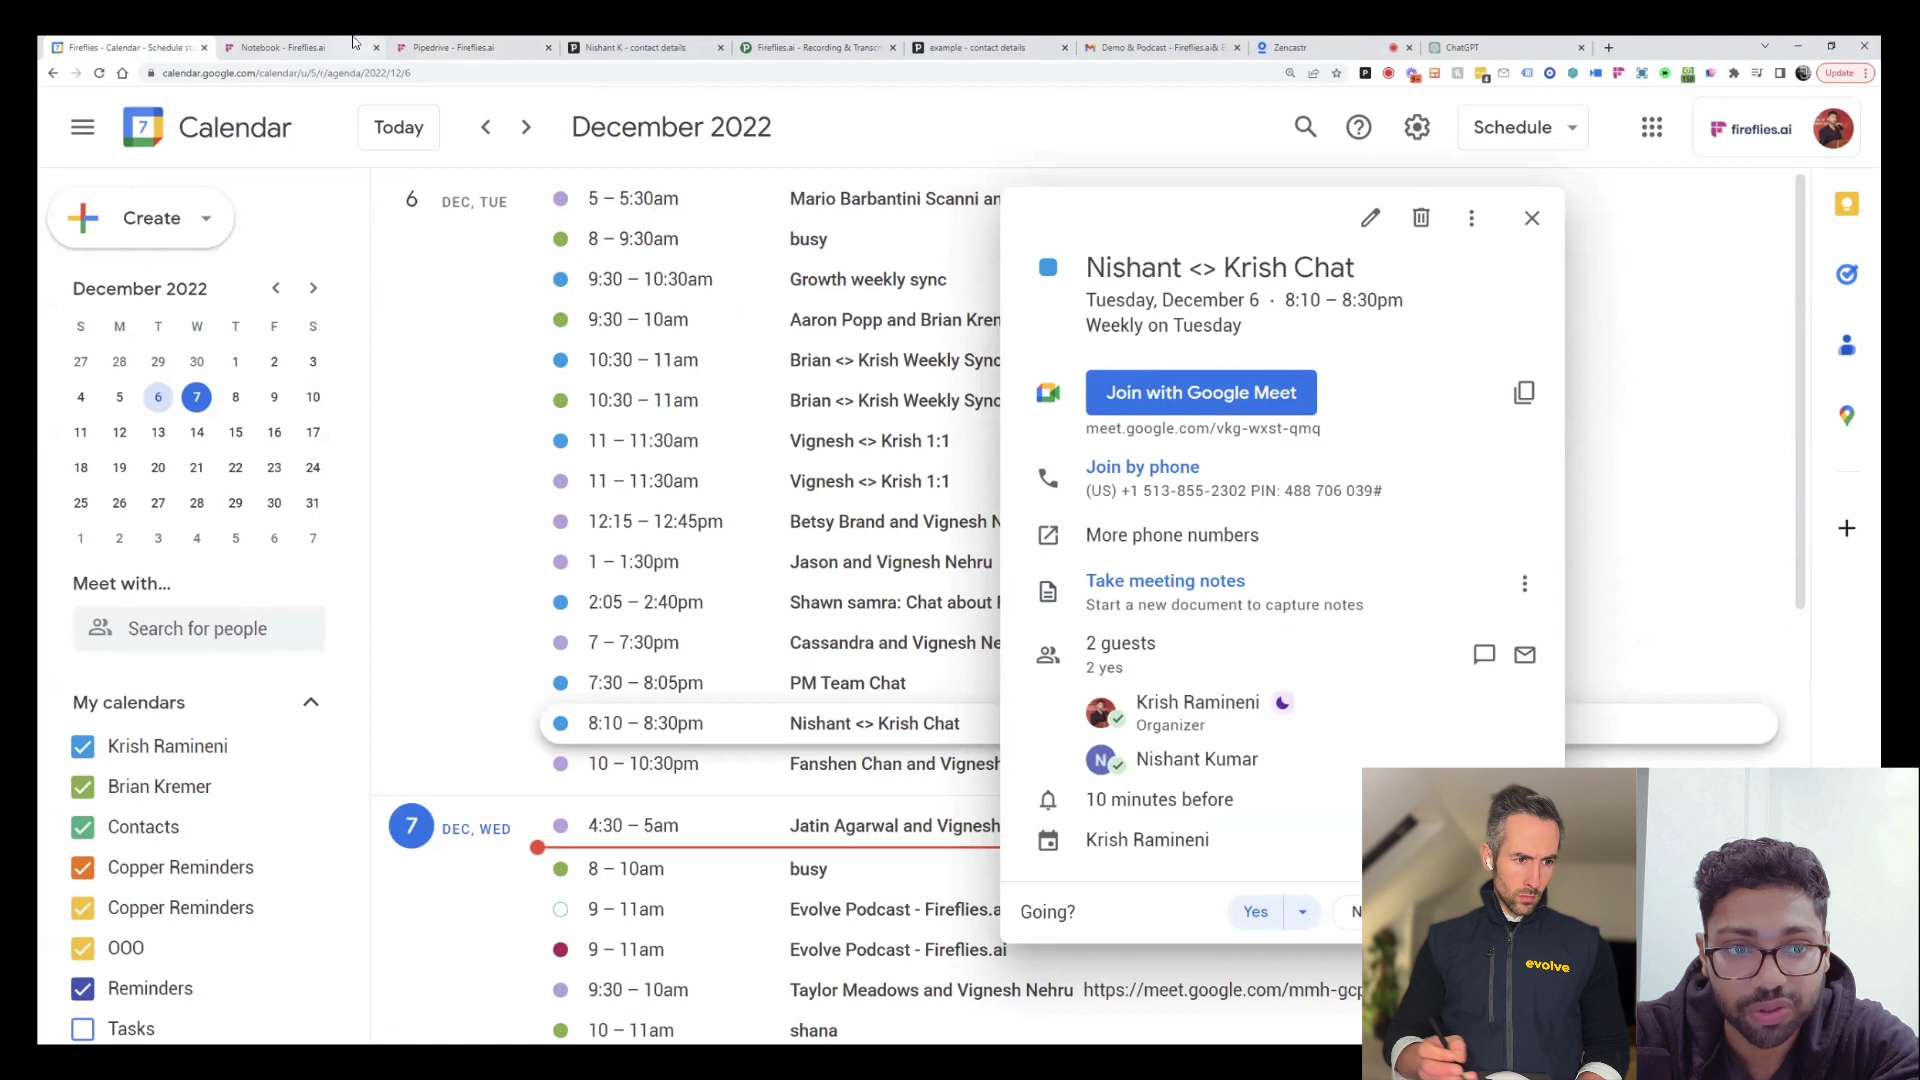 Fireflies - Calendar - Schedule st
Notebook - Fireflies.ai
Pipedrive - Fireflies.ai
Nishant K - contact details
Fireflies.ai - Recording & Transcr
example - contact details
Demo & Podcast - Fireflies.ai& E
Zencastr
ChatGPT
calendar.google.com/calendar/u/5/r/agenda/2022/12/6
Update
7
Calendar
Today
December 2022
Schedule
fireflies.ai
Create
December 2022
S M T W T F S
27 28 29 30 1 2 3
4 5 6 7 8 9 10
11 12 13 14 15 16 17
18 19 20 21 22 23 24
25 26 27 28 29 30 31
1 2 3 4 5 6 7
Meet with...
Search for people
My calendars
Krish Ramineni
Brian Kremer
Contacts
Copper Reminders
Copper Reminders
OOO
Reminders
Tasks
6 DEC, TUE
5 – 5:30am Mario Barbantini Scanni an
8 – 9:30am busy
9:30 – 10:30am Growth weekly sync
9:30 – 10am Aaron Popp and Brian Krem
10:30 – 11am Brian <> Krish Weekly Sync
10:30 – 11am Brian <> Krish Weekly Sync
11 – 11:30am Vignesh <> Krish 1:1
11 – 11:30am Vignesh <> Krish 1:1
12:15 – 12:45pm Betsy Brand and Vignesh N
1 – 1:30pm Jason and Vignesh Nehru
2:05 – 2:40pm Shawn samra: Chat about
7 – 7:30pm Cassandra and Vignesh Ne
7:30 – 8:05pm PM Team Chat
8:10 – 8:30pm Nishant <> Krish Chat
10 – 10:30pm Fanshen Chan and Vignesh
7 DEC, WED
4:30 – 5am Jatin Agarwal and Vignesh
8 – 10am busy
9 – 11am Evolve Podcast - Fireflies.a
9 – 11am Evolve Podcast - Fireflies.ai
9:30 – 10am Taylor Meadows and Vignesh Nehru https://meet.google.com/mmh-gcp
10 – 11am shana
Nishant <> Krish Chat
Tuesday, December 6 · 8:10 – 8:30pm
Weekly on Tuesday
Join with Google Meet
meet.google.com/vkg-wxst-qmq
Join by phone
(US) +1 513-855-2302 PIN: 488 706 039#
More phone numbers
Take meeting notes
Start a new document to capture notes
2 guests
2 yes
Krish Ramineni
Organizer
N
Nishant Kumar
10 minutes before
Krish Ramineni
Going?
Yes
N
evolve